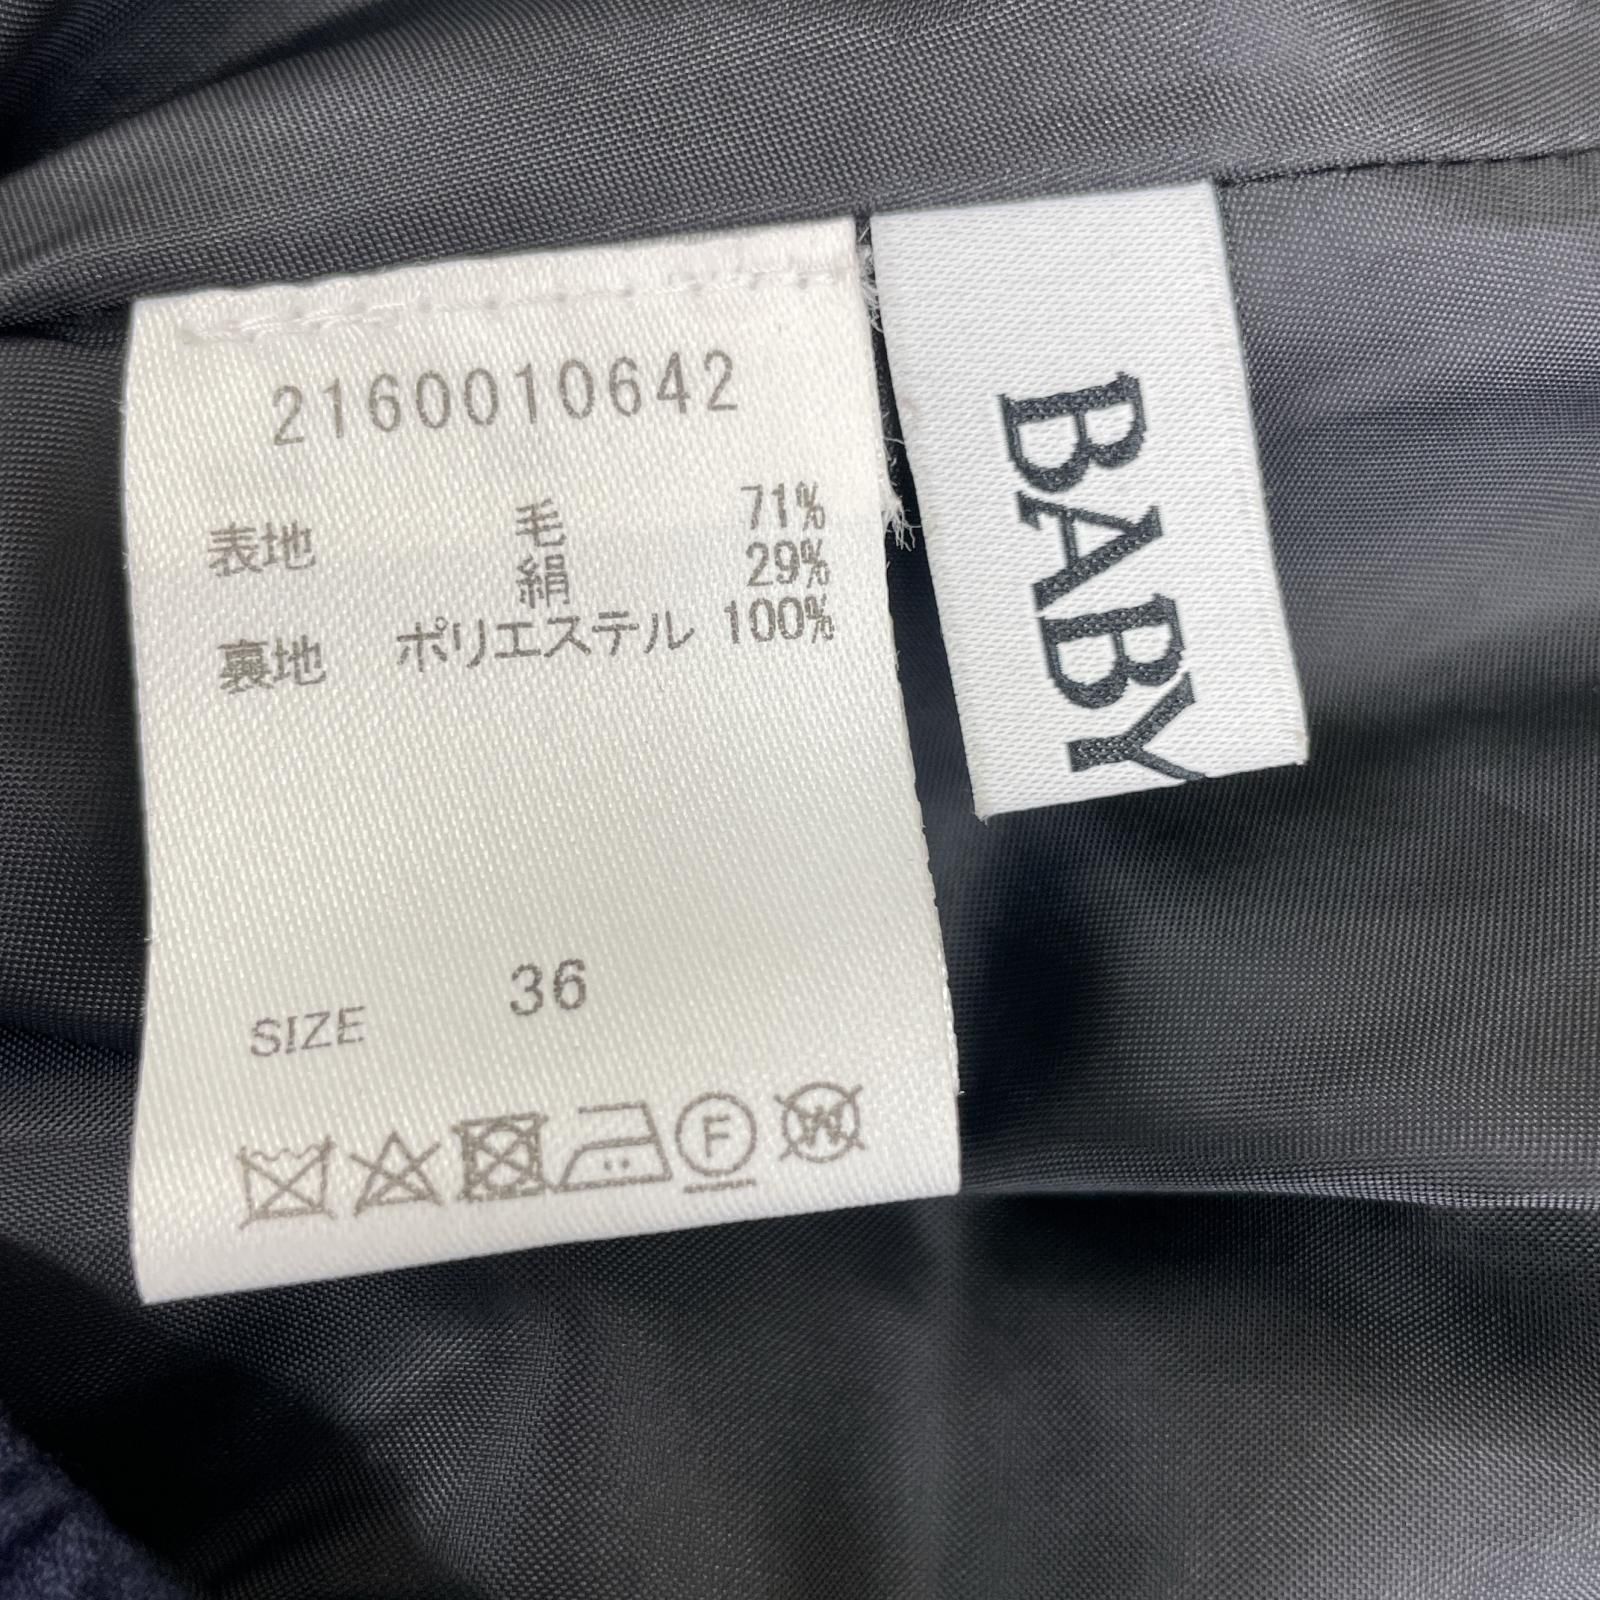 2160010642
表地 毛 71%
絹 29%
裏地 ポリエステル 100%
SIZE 36
F
W
BABY